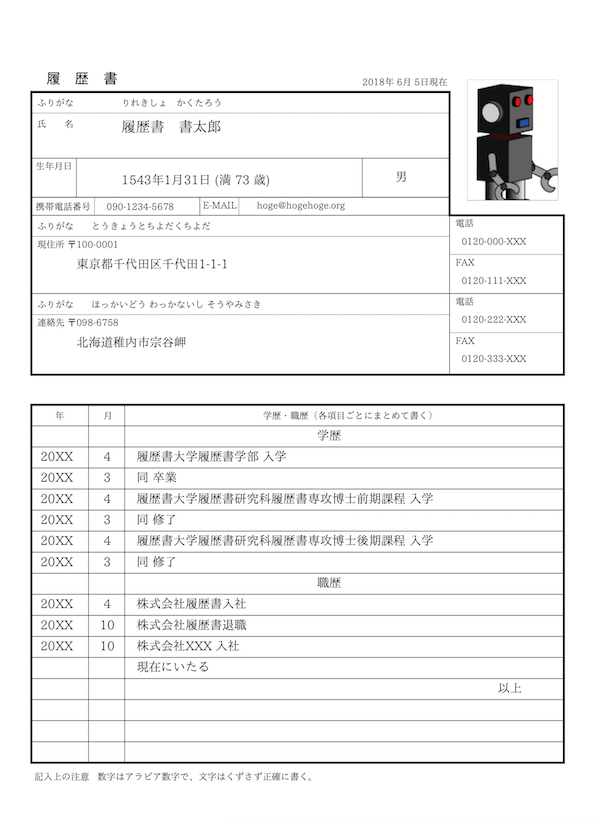 履 歴 書
2018年 6月 5日現在
ふりがな りれきしょ かくたろう
氏 名 履歴書 書太郎
生年月日 1543年1月31日 (満 73 歳) 男
携帯電話番号 090-1234-5678 E-MAIL hoge@hogehoge.org
ふりがな とうきょうとちよだくちよだ
電話
現住所 〒100-0001
0120-000-XXX
東京都千代田区千代田1-1-1
FAX
0120-111-XXX
ふりがな ほっかいどう わっかないし そうやみさき
電話
連絡先 〒098-6758
0120-222-XXX
北海道稚内市宗谷岬
FAX
0120-333-XXX
年 月 学歴・職歴（各項目ごとにまとめて書く）
学歴
20XX 4 履歴書大学履歴書学部 入学
20XX 3 同 卒業
20XX 4 履歴書大学履歴書研究科履歴書専攻博士前期課程 入学
20XX 3 同 修了
20XX 4 履歴書大学履歴書研究科履歴書専攻博士後期課程 入学
20XX 3 同 修了
職歴
20XX 4 株式会社履歴書入社
20XX 10 株式会社履歴書退職
20XX 10 株式会社XXX 入社
現在にいたる
以上
記入上の注意 数字はアラビア数字で、文字はくずさず正確に書く。